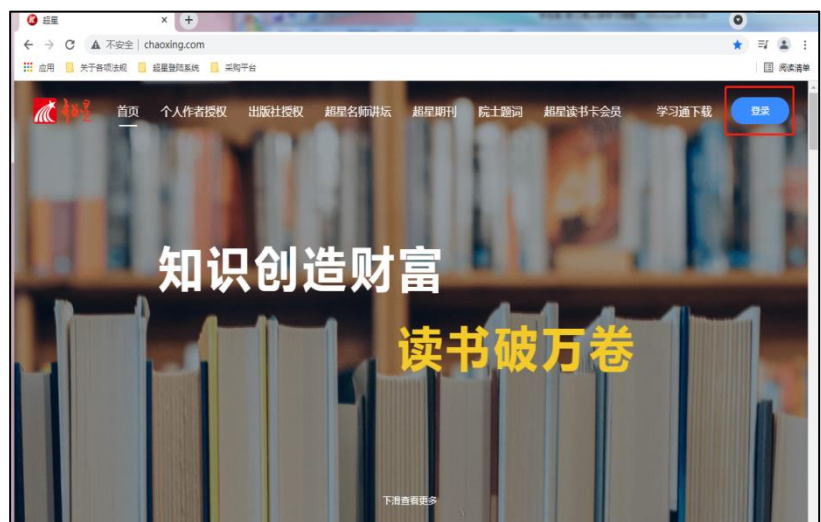 超星
不安全 | chaoxing.com
应用 关于各项法规 超星登陆系统 采购平台 阅读清单
超星 首页 个人作者授权 出版社授权 超星名师讲坛 超星期刊 院士题词 超星读书卡会员 学习通下载 登录
知识创造财富
读书破万卷
下滑查看更多